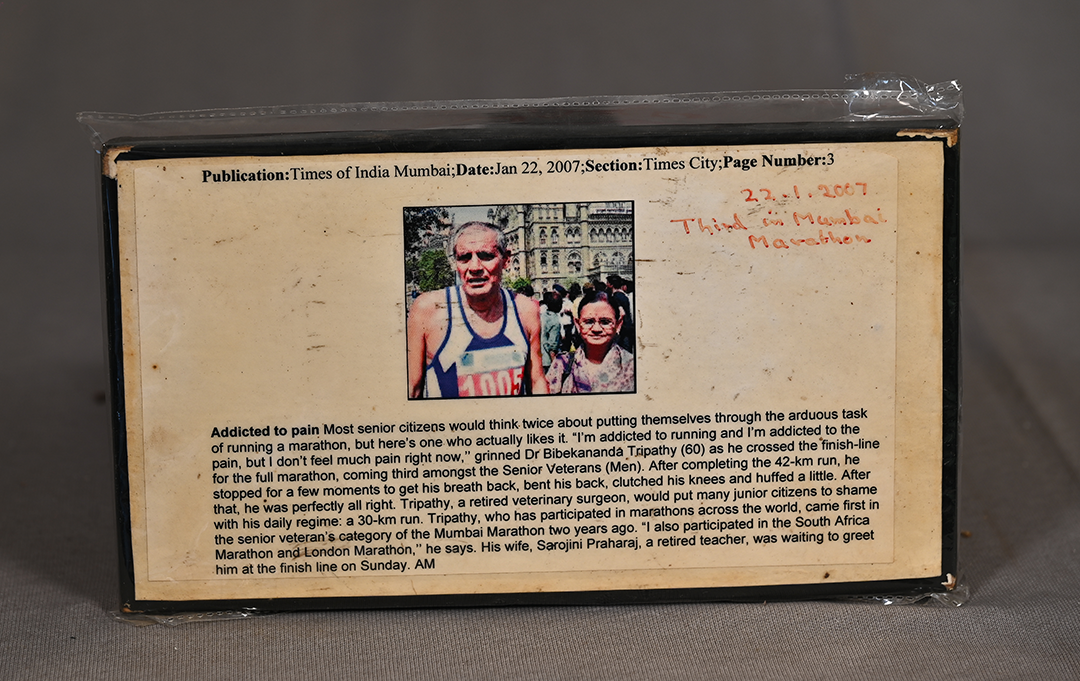 Publication:Times of India Mumbai;Date:Jan 22, 2007;Section:Times City;Page Number:3
22.1.2007
Third in Mumbai
Marathon
1005
Addicted to pain Most senior citizens would think twice about putting themselves through the arduous task
of running a marathon, but here's one who actually likes it. "I'm addicted to running and I'm addicted to the
pain, but I don't feel much pain right now," grinned Dr Bibekananda Tripathy (60) as he crossed the finish-line
for the full marathon, coming third amongst the Senior Veterans (Men). After completing the 42-km run, he
stopped for a few moments to get his breath back, bent his back, clutched his knees and huffed a little. After
that, he was perfectly all right. Tripathy, a retired veterinary surgeon, would put many junior citizens to shame
with his daily regime: a 30-km run. Tripathy, who has participated in marathons across the world, came first in
the senior veteran's category of the Mumbai Marathon two years ago. "I also participated in the South Africa
Marathon and London Marathon," he says. His wife, Sarojini Praharaj, a retired teacher, was waiting to greet
him at the finish line on Sunday. AM